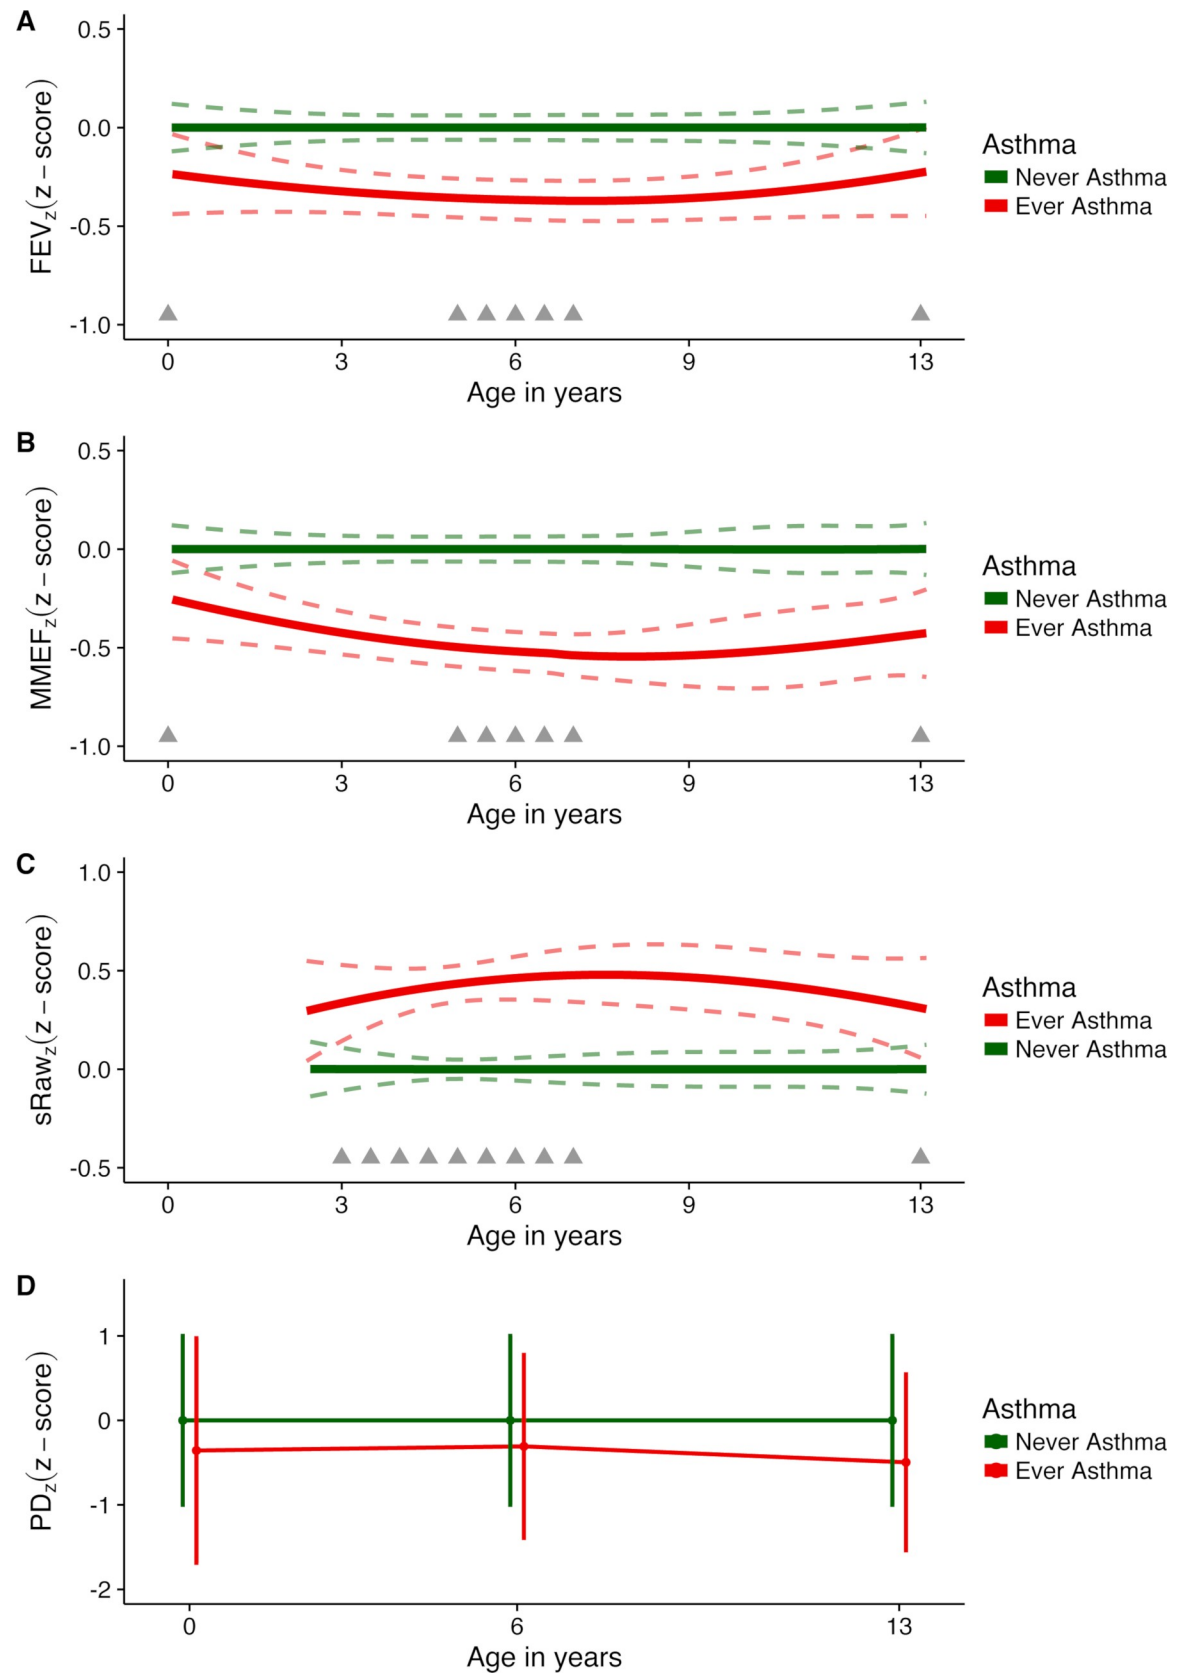 A
0.5
0.0
-0.5
-1.0
FEVz(z − score)
0 3 6 9 13
Age in years
Asthma
Never Asthma
Ever Asthma
B
0.5
0.0
-0.5
-1.0
MMEFz(z − score)
0 3 6 9 13
Age in years
Asthma
Never Asthma
Ever Asthma
C
1.0
0.5
0.0
-0.5
sRawz(z − score)
0 3 6 9 13
Age in years
Asthma
Ever Asthma
Never Asthma
D
1
0
-1
-2
PDz(z − score)
0 6 13
Age in years
Asthma
Never Asthma
Ever Asthma